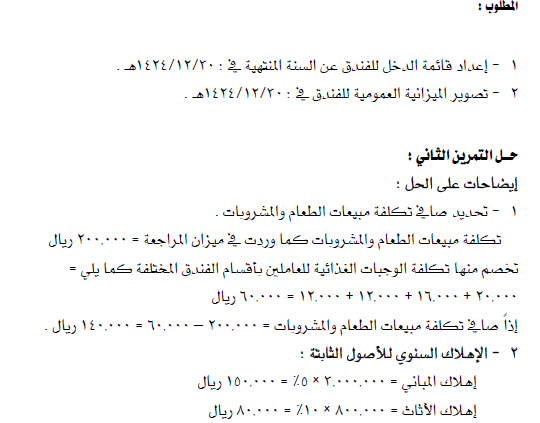 المطلوب :
١ - إعداد قائمة الدخل للفندق عن السنة المنتهية في : ١٤٢٤/١٢/٣٠هـ .
٢ - تصوير الميزانية العمومية للفندق في : ١٤٢٤/١٢/٣٠هـ .
حـل التمرين الثاني :
إيضاحات على الحل :
١ - تحديد صافي تكلفة مبيعات الطعام والمشروبات .
تكلفة مبيعات الطعام والمشروبات كما وردت في ميزان المراجعة = ٢٠٠.٠٠٠ ريال
تخصم منها تكلفة الوجبات الغذائية للعاملين بأقسام الفندق المختلفة كما يلي =
٢٠.٠٠٠ + ١٦.٠٠٠ + ١٢.٠٠٠ + ١٢.٠٠٠ = ٦٠.٠٠٠ ريال
إذاً صافي تكلفة مبيعات الطعام والمشروبات = ٢٠٠.٠٠٠ – ٦٠.٠٠٠ = ١٤٠.٠٠٠ ريال .
٢ - الإهلاك السنوي للأصول الثابتة :
إهلاك المباني = ٣.٠٠٠.٠٠٠ × ٥٪ = ١٥٠.٠٠٠ ريال
إهلاك الأثاث = ٨٠٠.٠٠٠ × ١٠٪ = ٨٠.٠٠٠ ريال